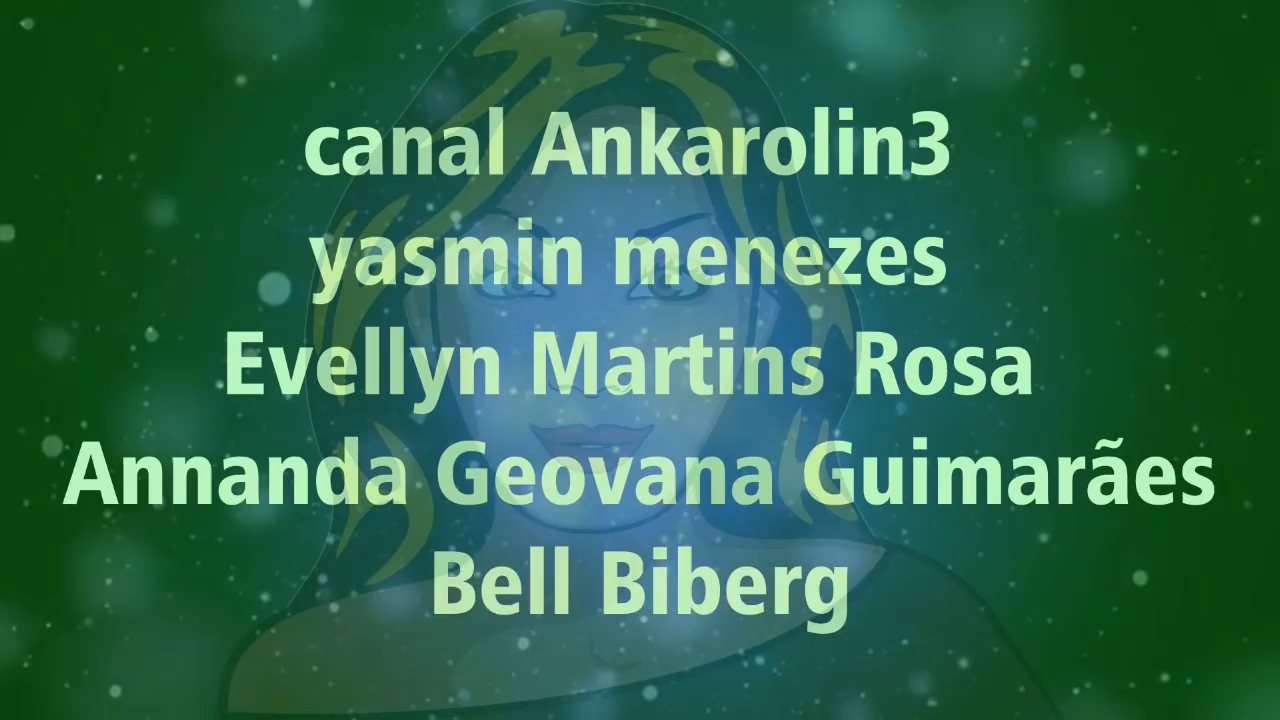 canal Ankarolin3
yasmin menezes
Evellyn Martins Rosa
Annanda Geovana Guimarães
Bell Biberg